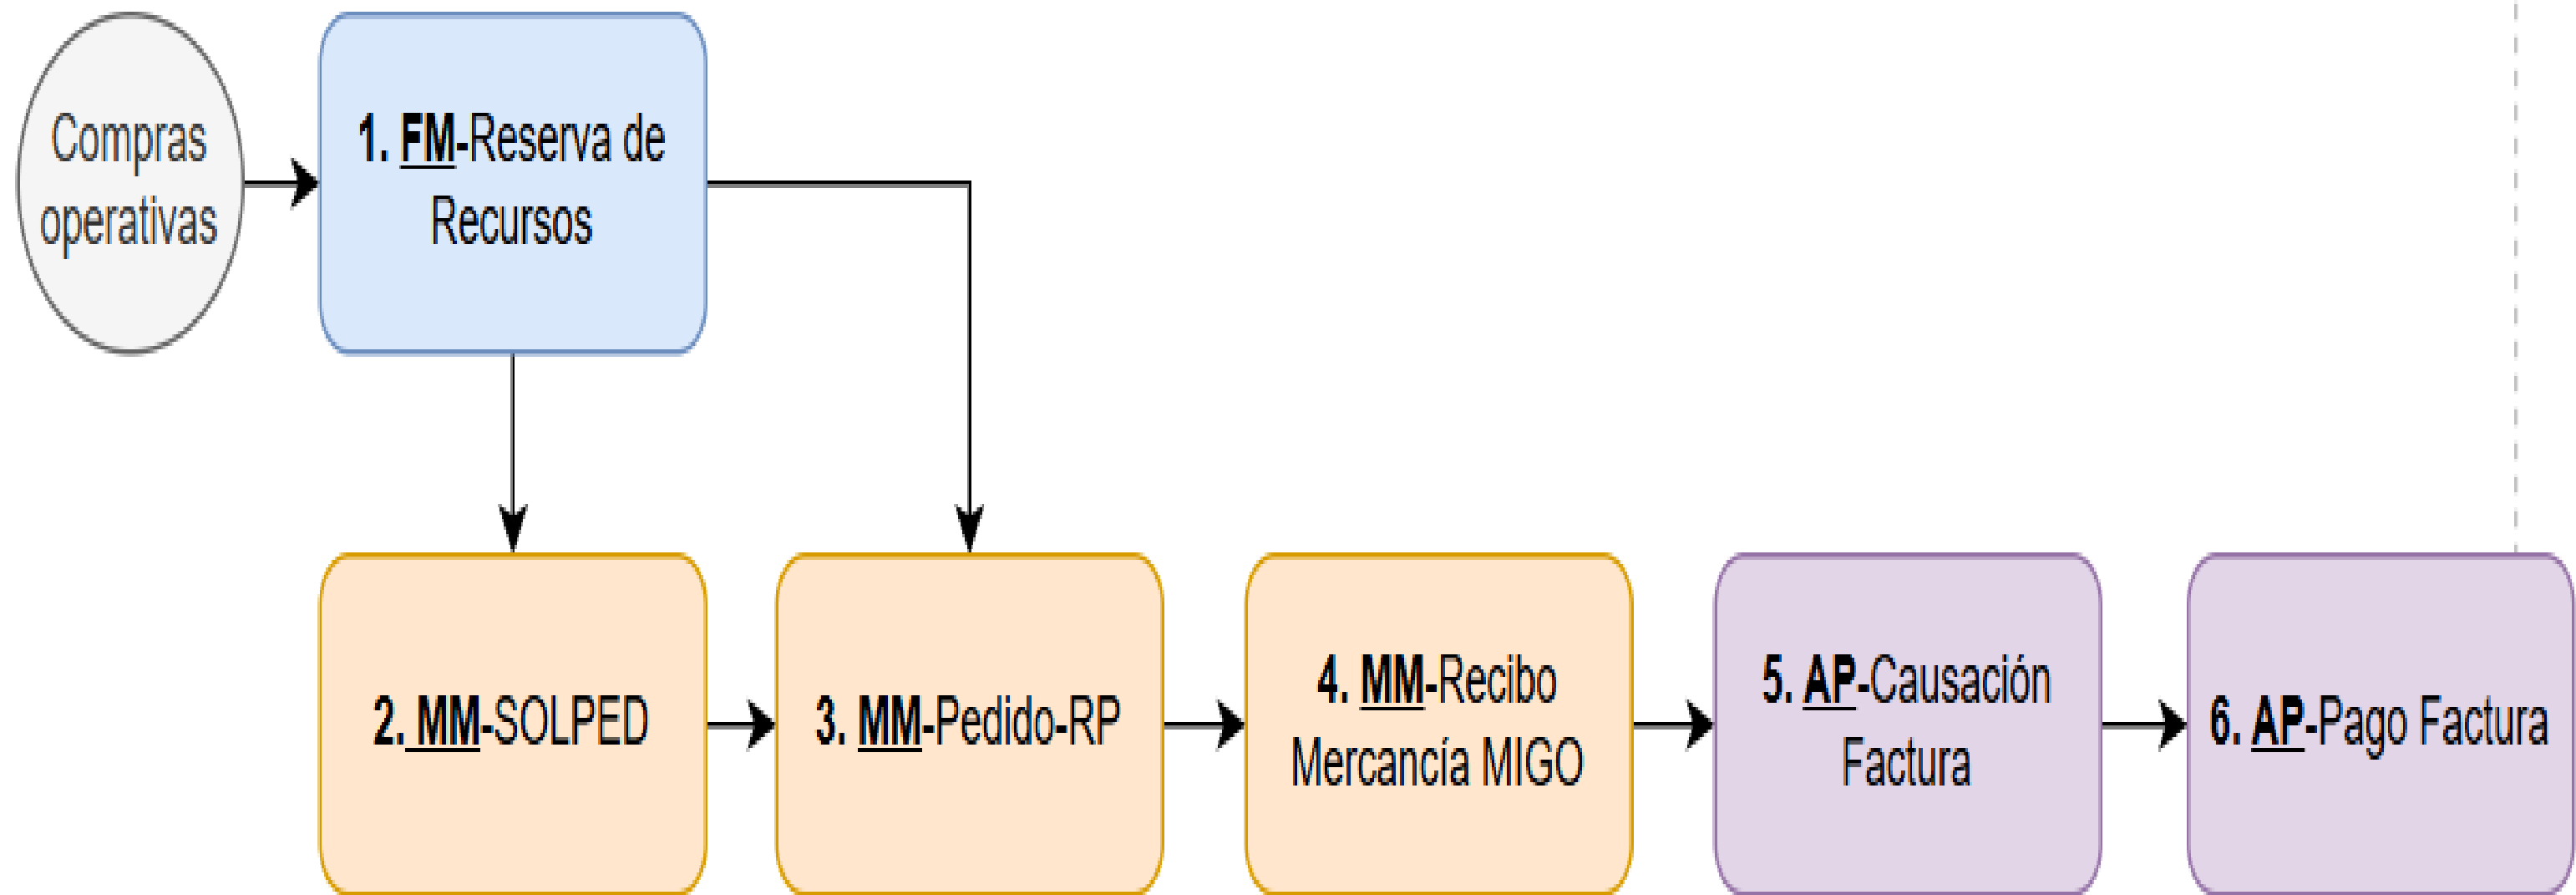 Compras
operativas
1. FM-Reserva de
Recursos
2. MM-SOLPED
3. MM-Pedido-RP
4. MM-Recibo
Mercancía MIGO
5. AP-Causación
Factura
6. AP-Pago Factura